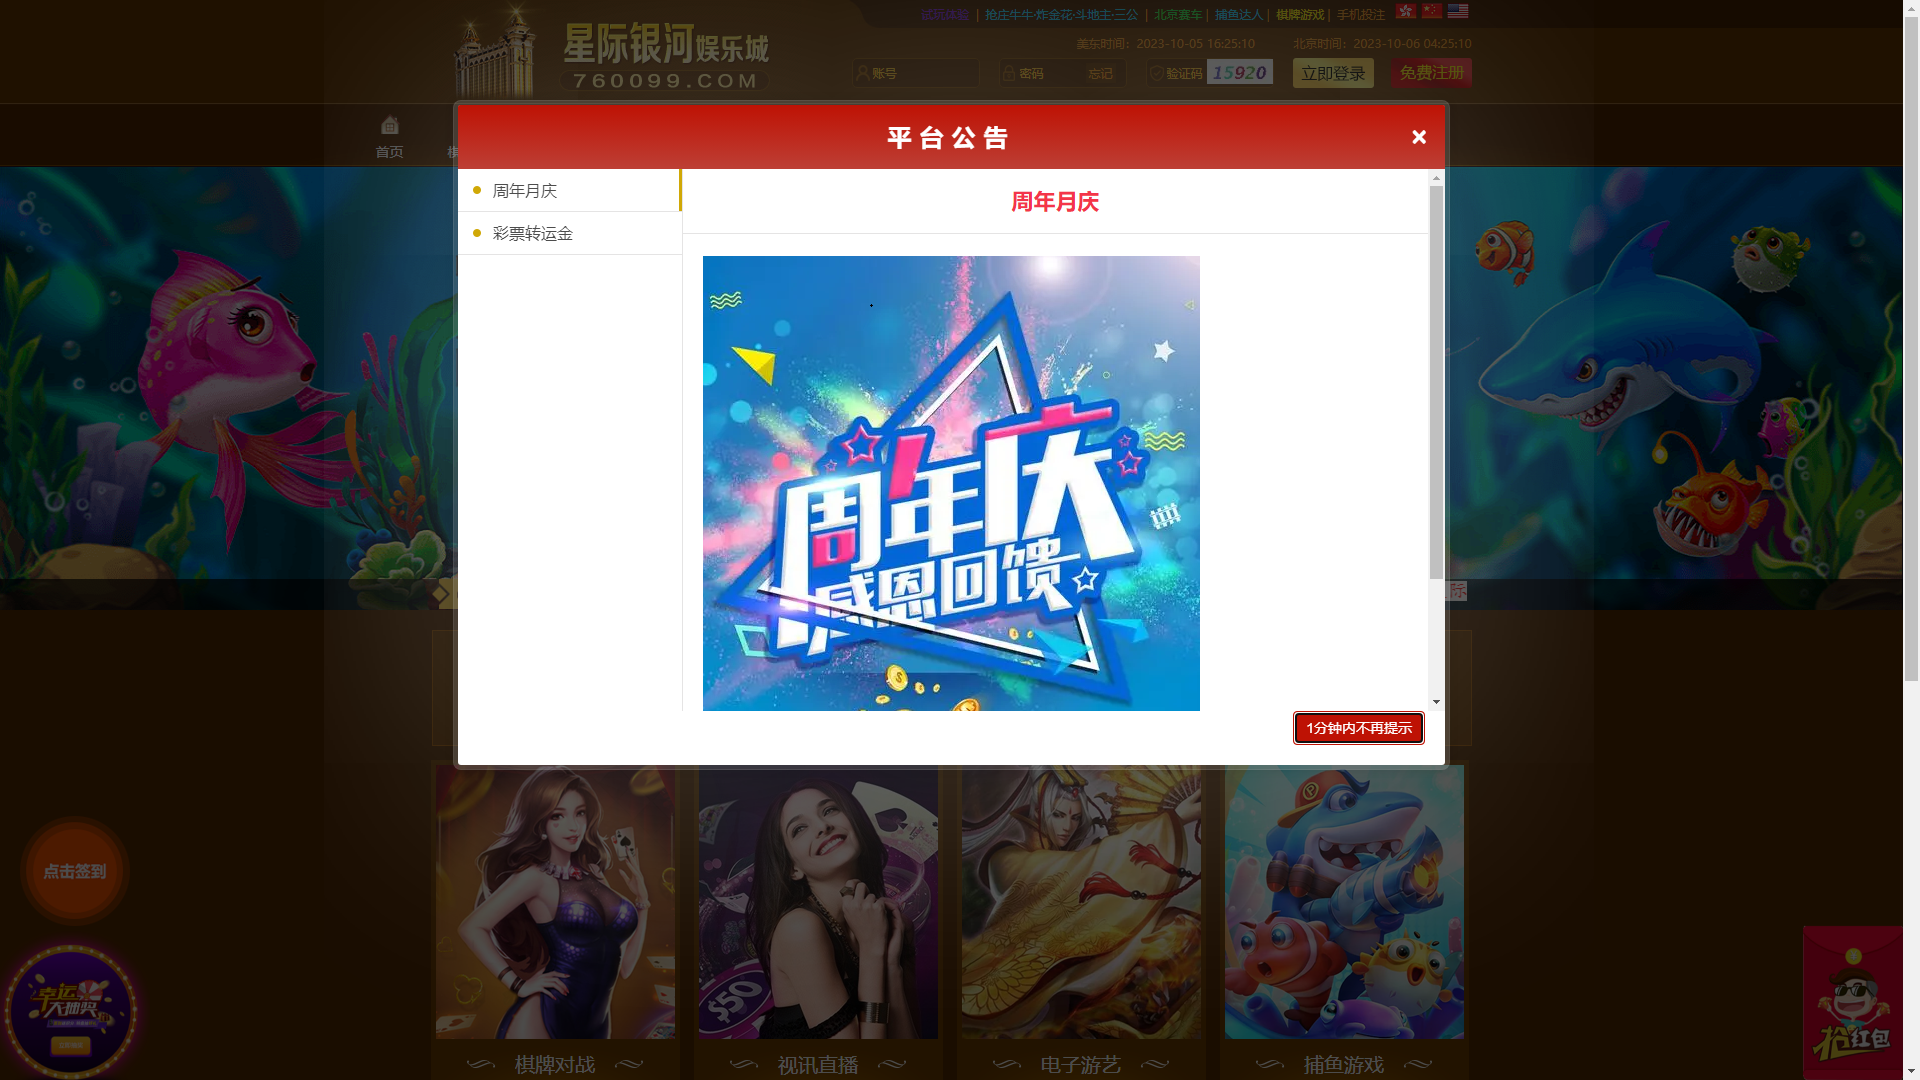 试玩体验 | 抢庄牛牛·炸金花·斗地主·三公 | 北京赛车 | 捕鱼达人 | 棋牌游戏 | 手机投注
星际银河娱乐城
760099.COM
美东时间：2023-10-05 16:25:10 北京时间：2023-10-06 04:25:10
账号 密码 忘记 验证码 15920 立即登录 免费注册
首页
平台公告 ×
周年月庆
彩票转运金
周年月庆
周年庆
感恩回馈
1分钟内不再提示
点击签到
幸运
大抽奖
抢红包
$50
棋牌对战 视讯直播 电子游艺 捕鱼游戏